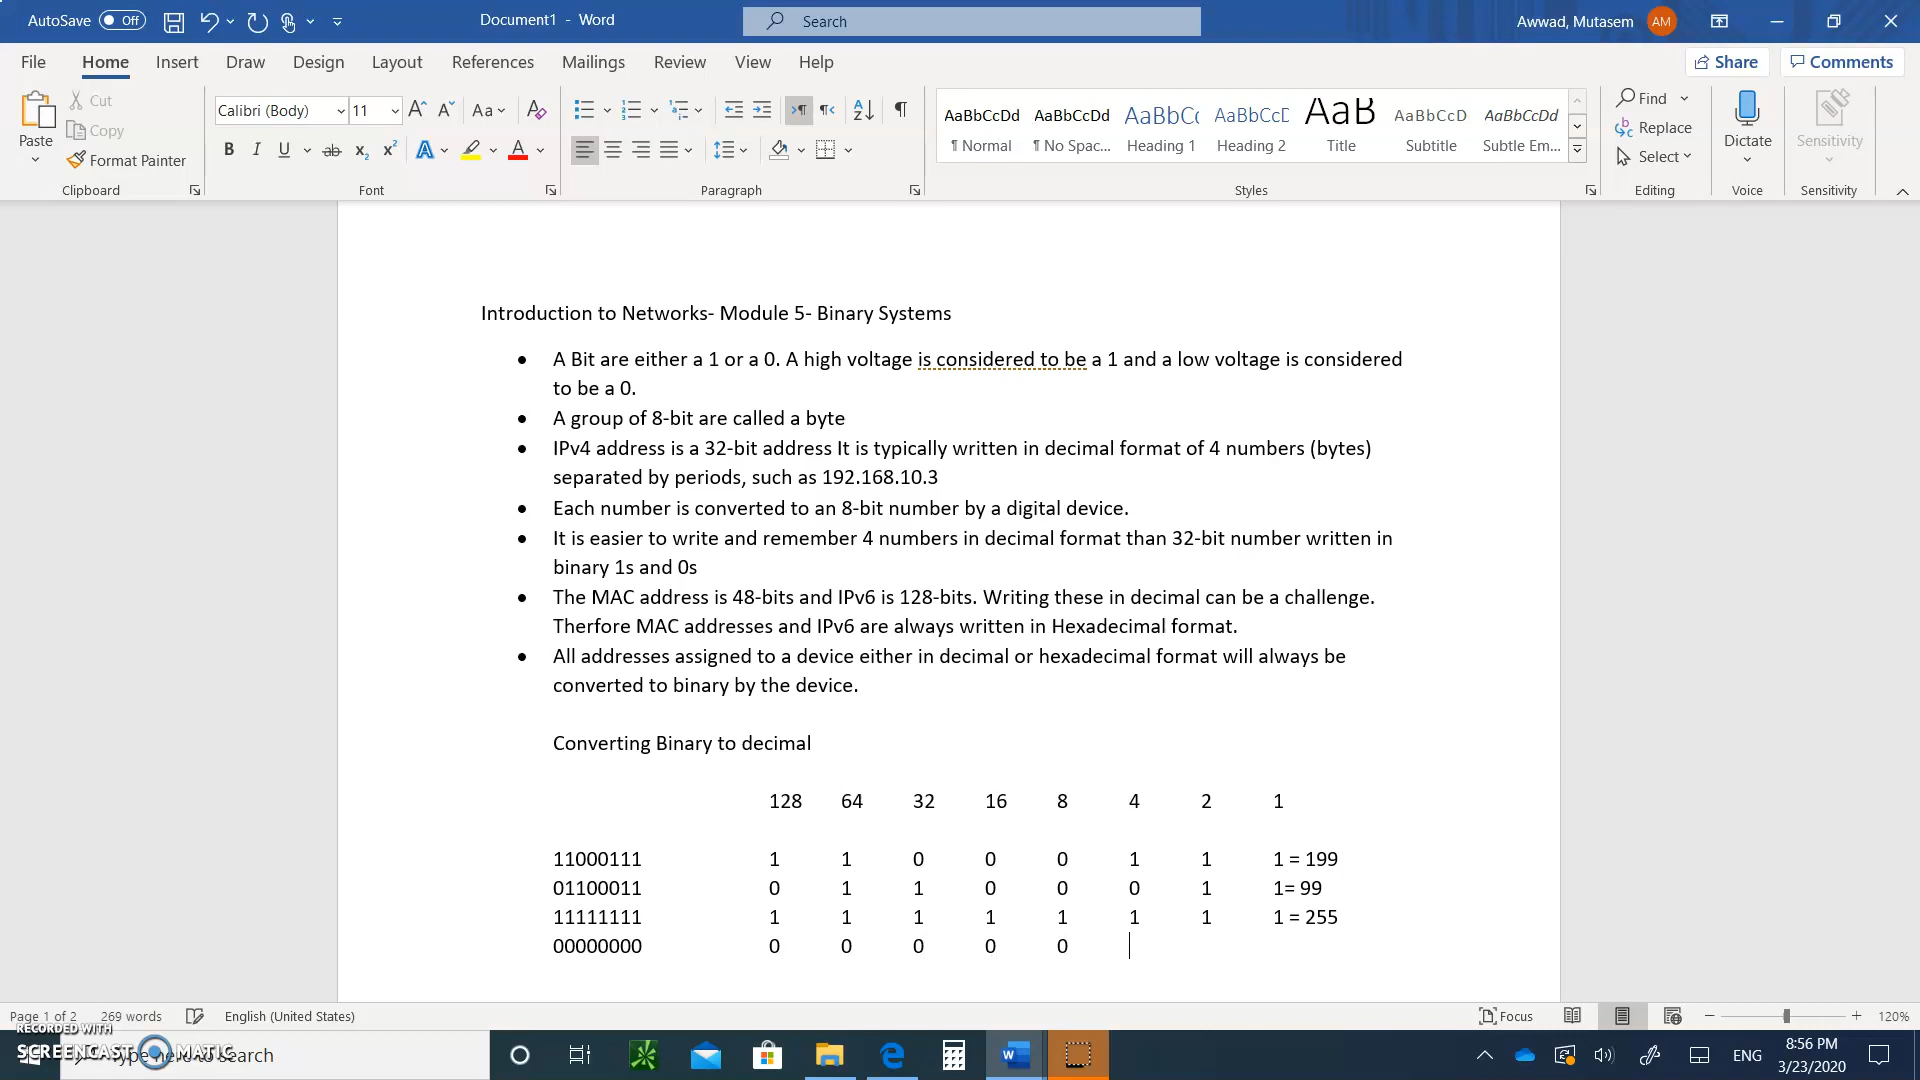 AutoSave Off Document1 - Word Search Awwad, Mutasem AM
File Home Insert Draw Design Layout References Mailings Review View Help Share Comments
Paste Cut Copy Format Painter Clipboard
Calibri (Body) 11 Aa Font
Paragraph
AaBbCcDd AaBbCcDd AaBbC AaBbCcD AaB AaBbCcD AaBbCcDd
¶ Normal ¶ No Spac... Heading 1 Heading 2 Title Subtitle Subtle Em...
Styles
Find Replace Select Editing
Dictate Voice
Sensitivity Sensitivity
Introduction to Networks- Module 5- Binary Systems
• A Bit are either a 1 or a 0. A high voltage is considered to be a 1 and a low voltage is considered
to be a 0.
• A group of 8-bit are called a byte
• IPv4 address is a 32-bit address It is typically written in decimal format of 4 numbers (bytes)
separated by periods, such as 192.168.10.3
• Each number is converted to an 8-bit number by a digital device.
• It is easier to write and remember 4 numbers in decimal format than 32-bit number written in
binary 1s and 0s
• The MAC address is 48-bits and IPv6 is 128-bits. Writing these in decimal can be a challenge.
Therfore MAC addresses and IPv6 are always written in Hexadecimal format.
• All addresses assigned to a device either in decimal or hexadecimal format will always be
converted to binary by the device.
Converting Binary to decimal
128 64 32 16 8 4 2 1
11000111 1 1 0 0 0 1 1 1 = 199
01100011 0 1 1 0 0 0 1 1= 99
11111111 1 1 1 1 1 1 1 1 = 255
00000000 0 0 0 0 0
Page 1 of 2 269 words English (United States) Focus 120%
RECORDED WITH
SCREENCAST MATIC
Type here to search
ENG 8:56 PM
3/23/2020